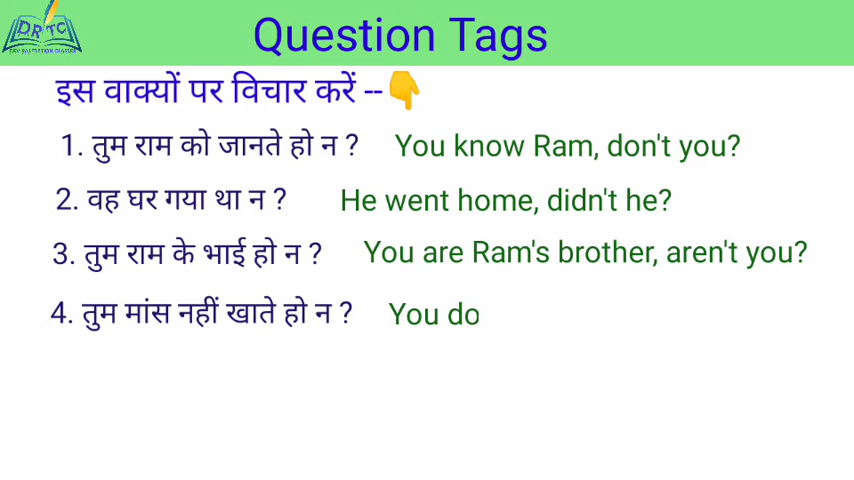 DRTC
Question Tags
इस वाक्यों पर विचार करें --👇
1. तुम राम को जानते हो न ? You know Ram, don't you?
2. वह घर गया था न ? He went home, didn't he?
3. तुम राम के भाई हो न ? You are Ram's brother, aren't you?
4. तुम मांस नहीं खाते हो न ? You do